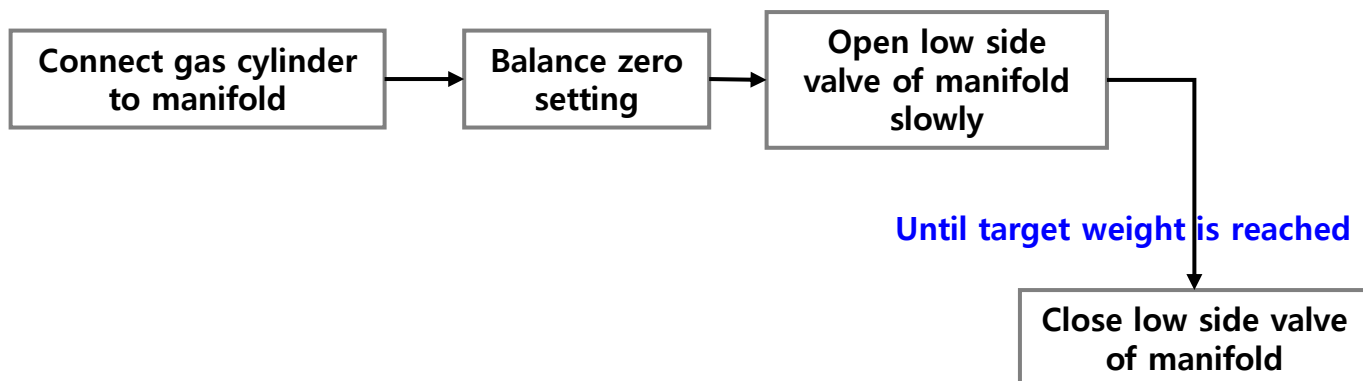 Connect gas cylinder
to manifold
Balance zero
setting
Open low side
valve of manifold
slowly
Until target weight is reached
Close low side valve
of manifold